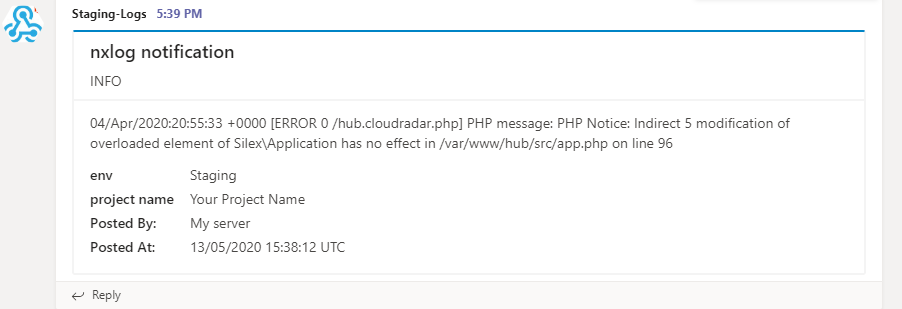 Staging-Logs 5:39 PM
nxlog notification
INFO
04/Apr/2020:20:55:33 +0000 [ERROR 0 /hub.cloudradar.php] PHP message: PHP Notice: Indirect 5 modification of
overloaded element of Silex\Application has no effect in /var/www/hub/src/app.php on line 96
env Staging
project name Your Project Name
Posted By: My server
Posted At: 13/05/2020 15:38:12 UTC
Reply